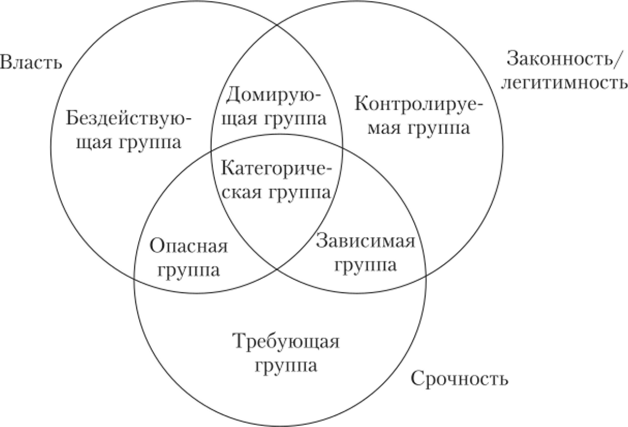 Власть
Законность/
легитимность
Домирую-
щая группа
Бездействую-
щая группа
Контролируе-
мая группа
Категориче-
ская группа
Опасная
группа
Зависимая
группа
Требующая
группа
Срочность